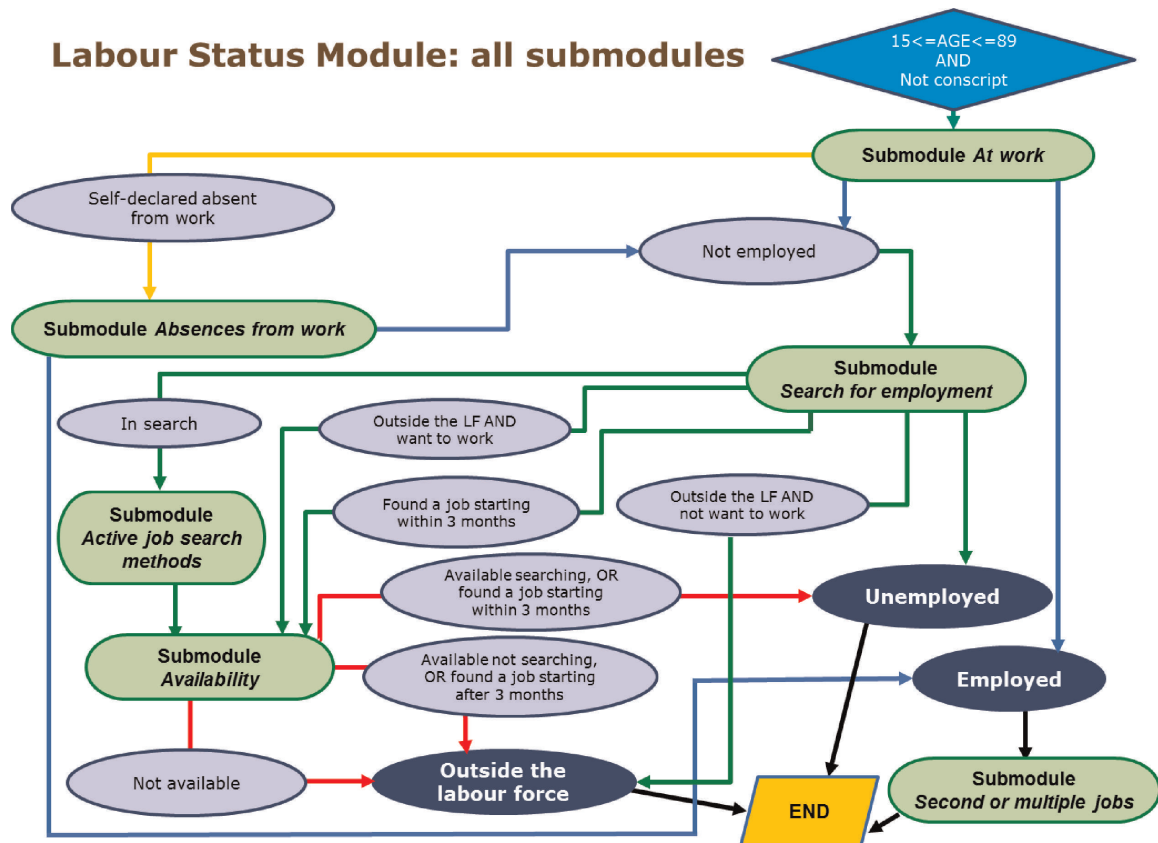 Labour Status Module: all submodules
15<=AGE<=89
AND
Not conscript
Submodule At work
Self-declared absent
from work
Not employed
Submodule Absences from work
Submodule
Search for employment
In search
Outside the LF AND
want to work
Submodule
Active job search
methods
Found a job starting
within 3 months
Outside the LF AND
not want to work
Available searching, OR
found a job starting
within 3 months
Unemployed
Submodule
Availability
Available not searching,
OR found a job starting
after 3 months
Employed
Not available
Outside the
labour force
END
Submodule
Second or multiple jobs